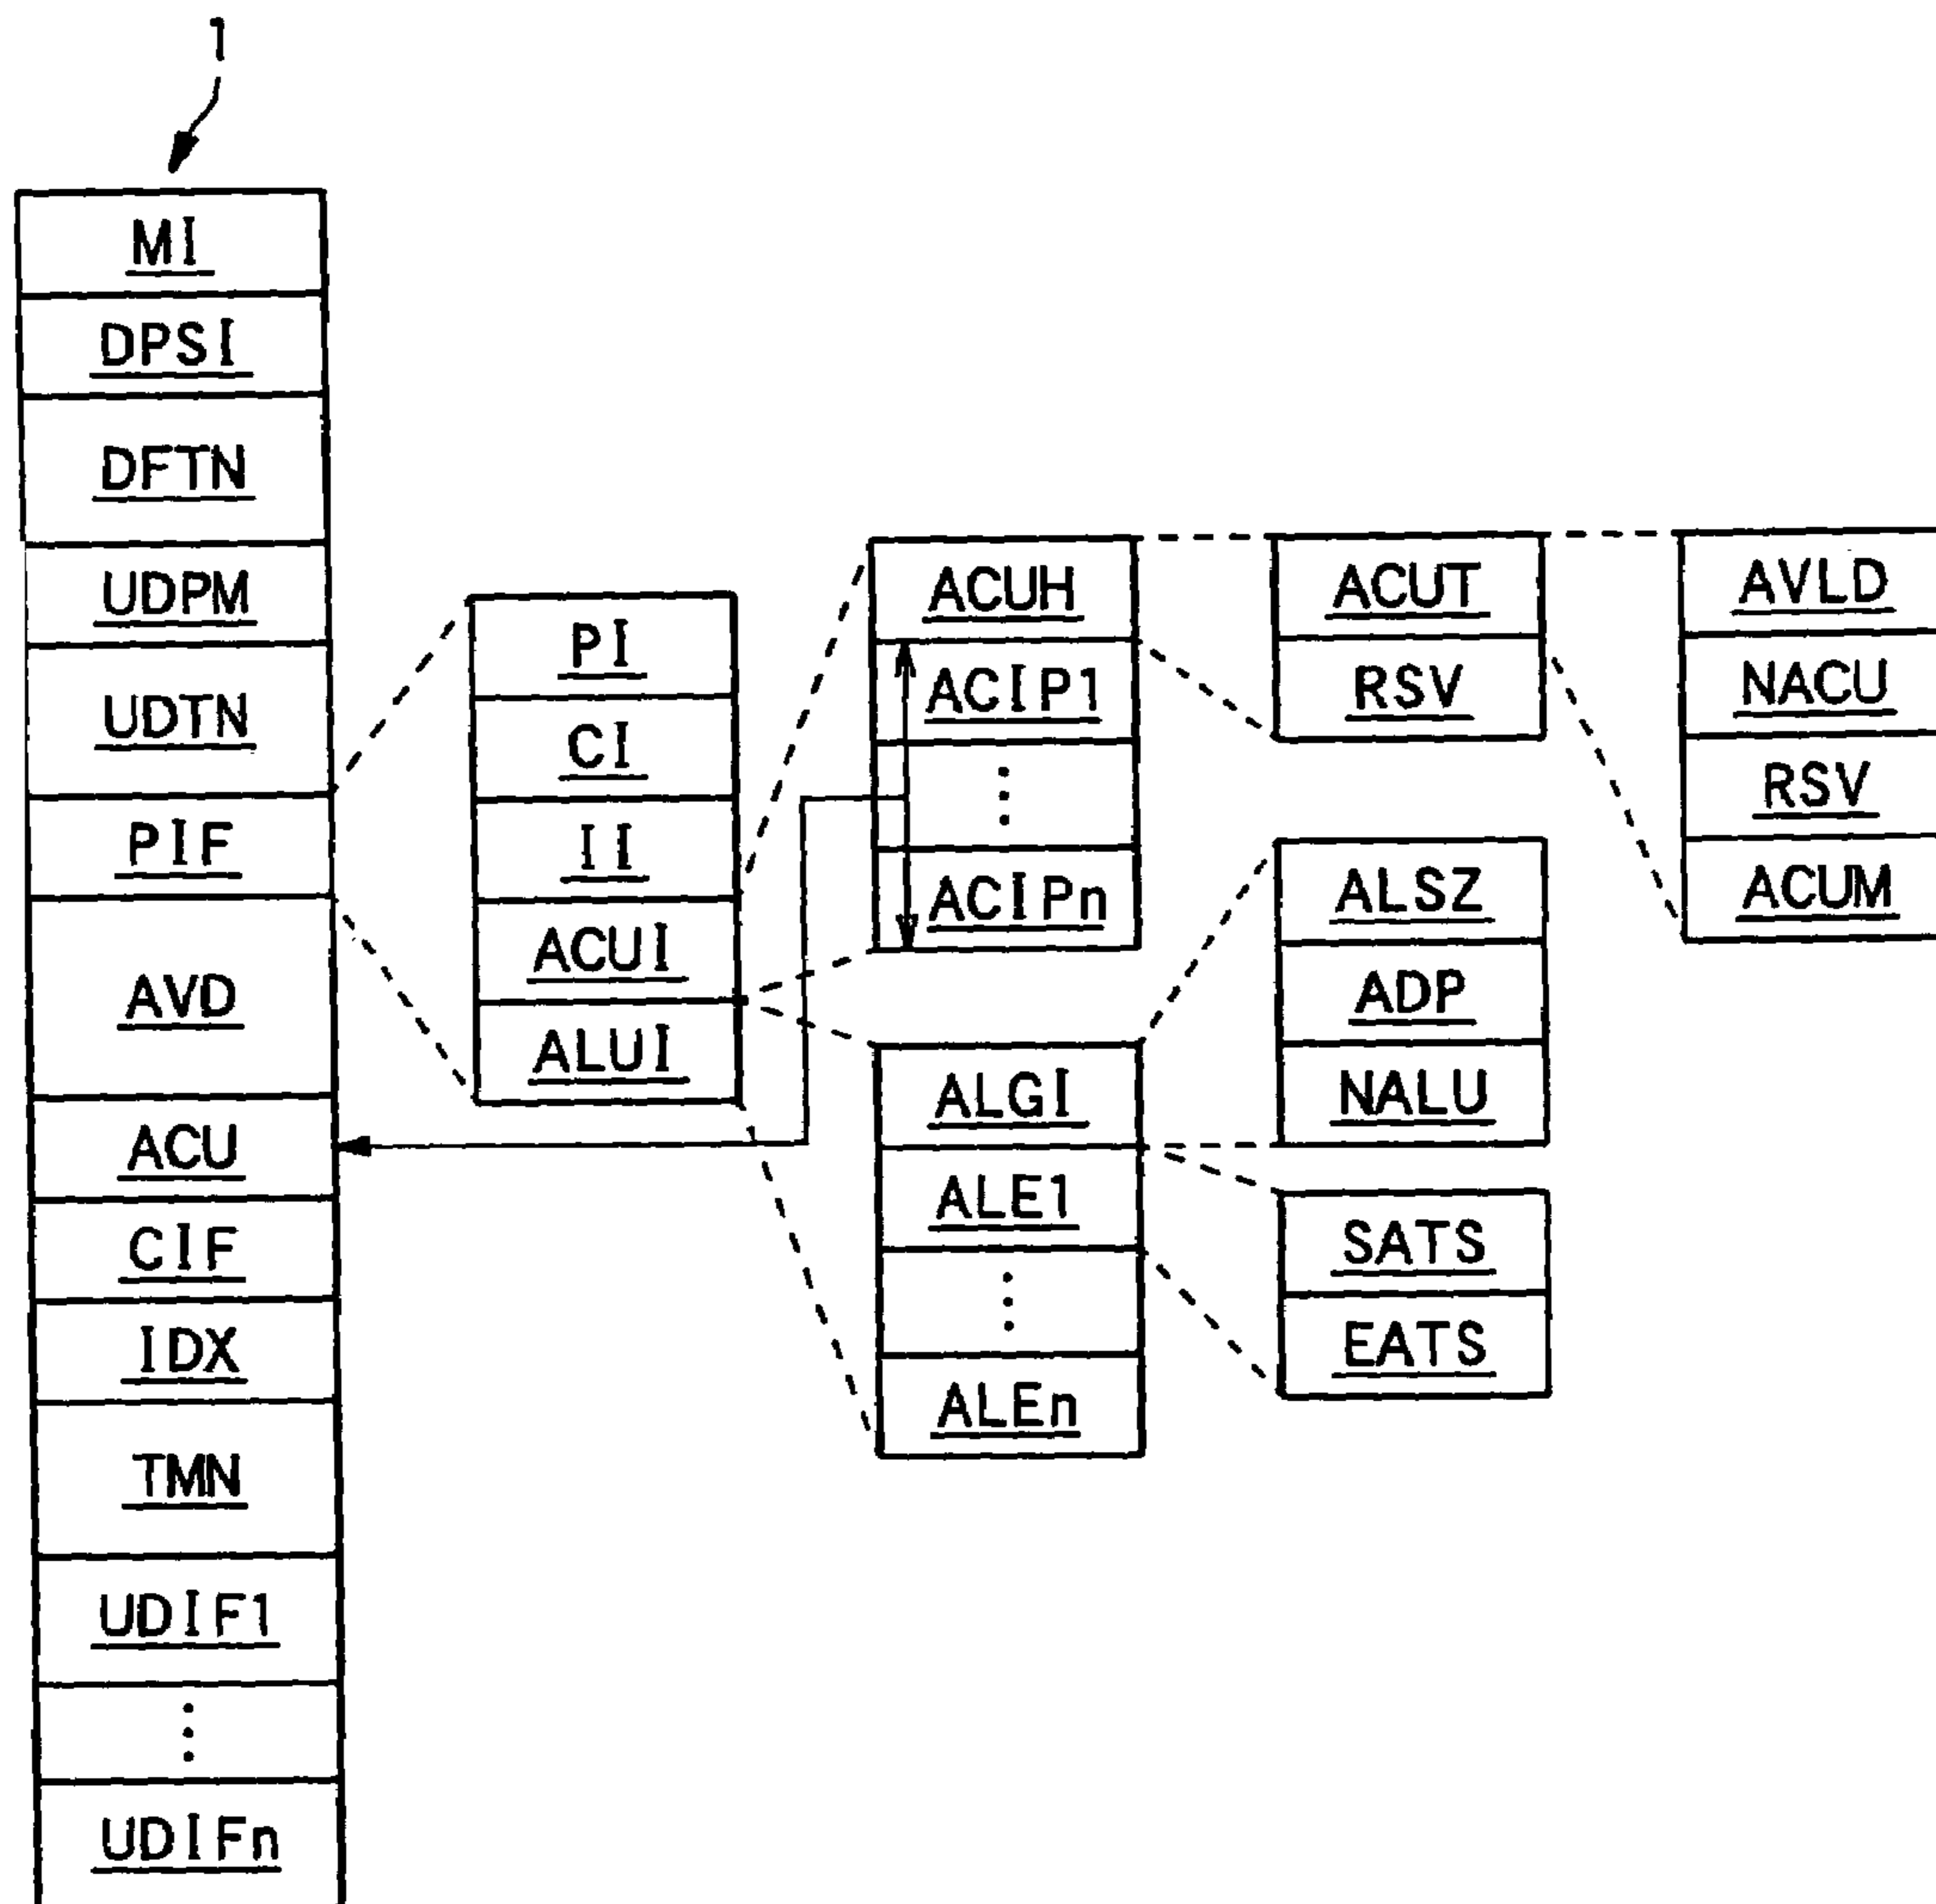 1
MI
DPSI
DFTN
UDPM
UDTN
PIF
AVD
ACU
CIF
IDX
TMN
UDIF1
⋮
UDIFn
PI
CI
II
ACUI
ALUI
ACUH
ACIP1
⋮
ACIPn
ALGI
ALE1
⋮
ALEn
ACUT
RSV
ALSZ
ADP
NALU
SATS
EATS
AVLD
NACU
RSV
ACUM